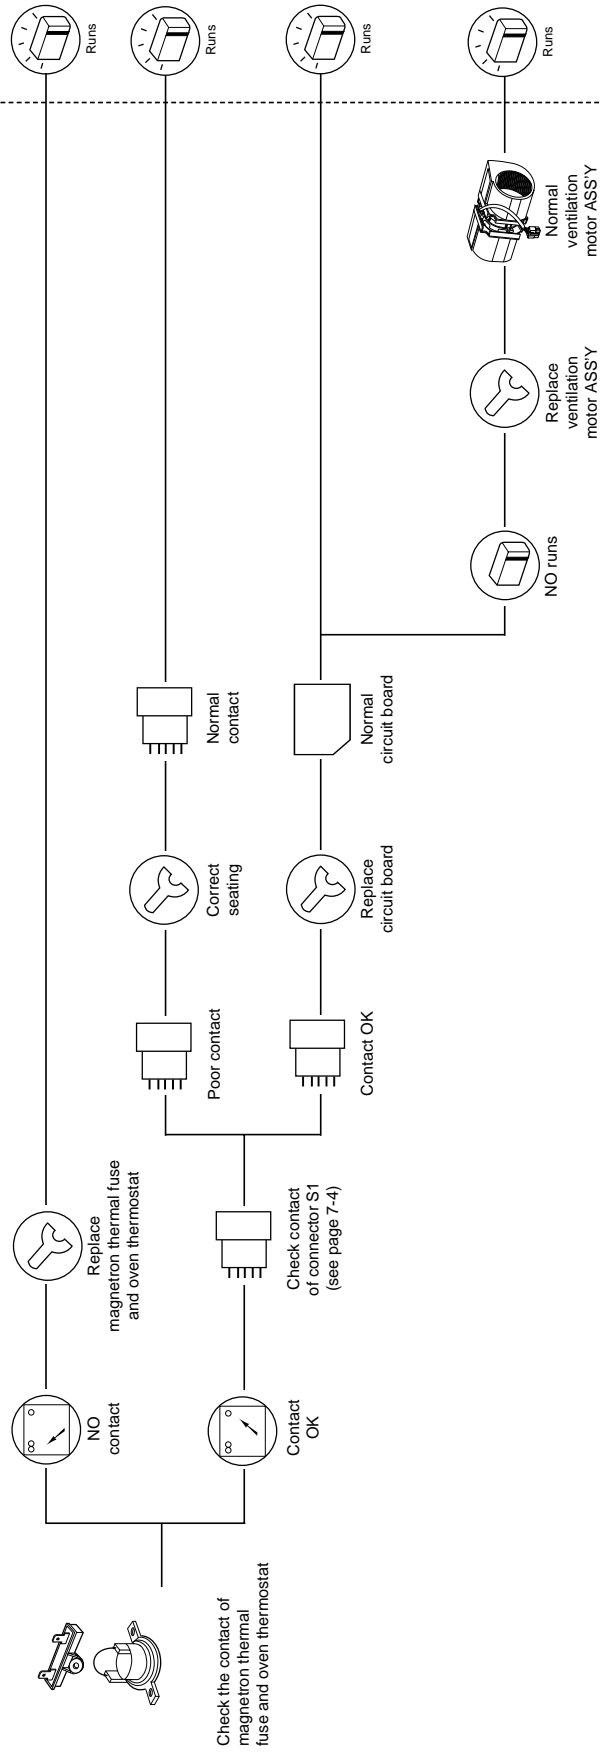 Check the contact of
magnetron thermal
fuse and oven thermostat
NO
contact
Replace
magnetron thermal fuse
and oven thermostat
Runs
Contact
OK
Check contact
of connector S1
(see page 7-4)
Poor contact
Correct
seating
Normal
contact
Runs
Contact OK
Replace
circuit board
Normal
circuit board
Runs
NO runs
Replace
ventilation
motor ASS'Y
Normal
ventilation
motor ASS'Y
Runs